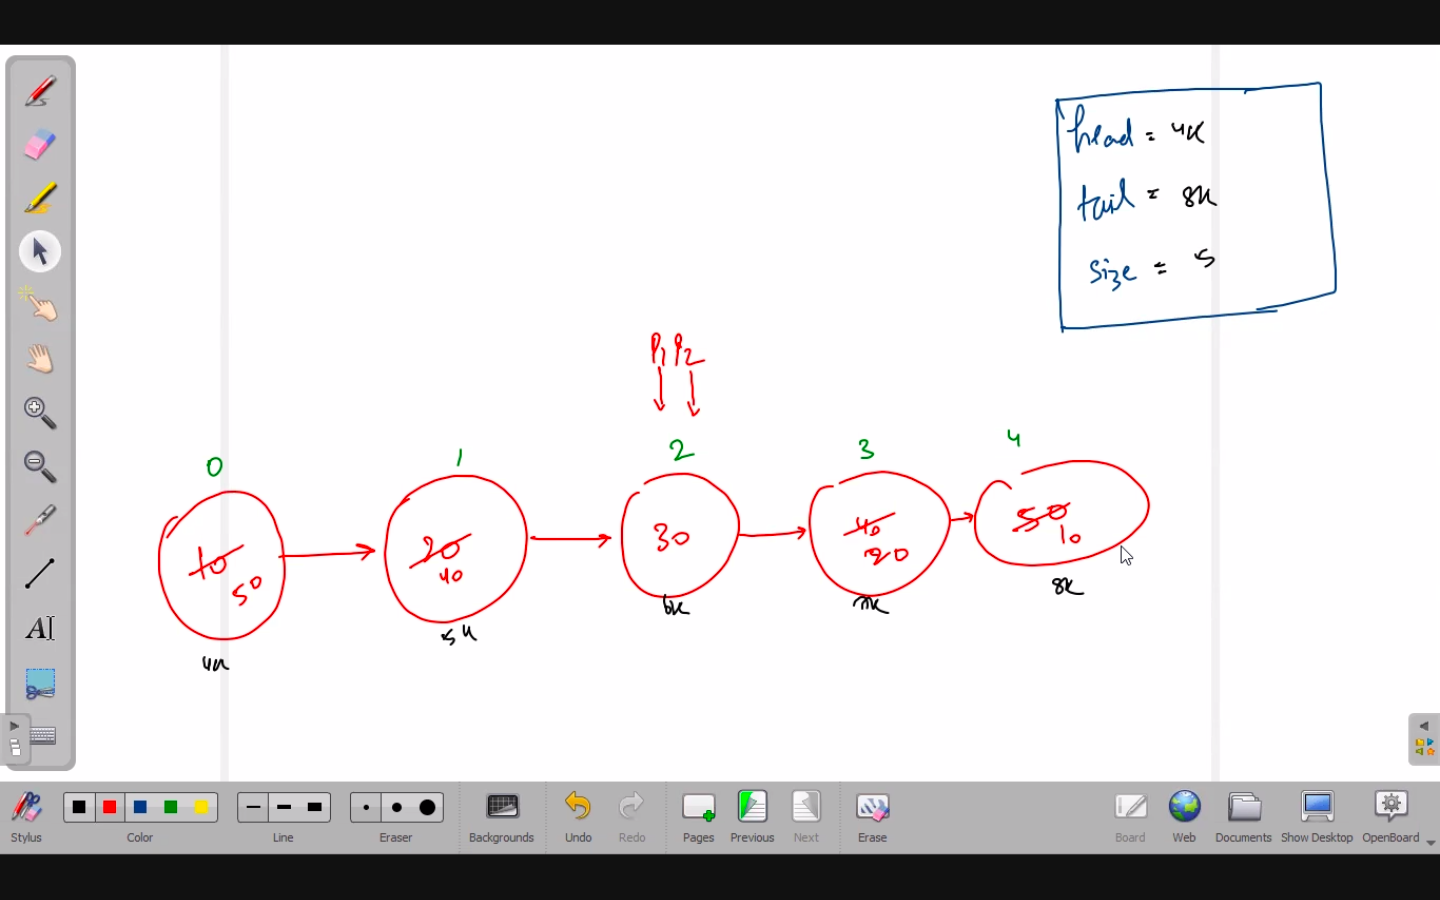 head = 4k
tail = 8k
size = 5
P1 P2
0 1 2 3 4
10 20 30 40 50
50 40 20 10
4k 5k 6k 7k 8k
AI
Stylus Color Line Eraser Backgrounds Undo Redo Pages Previous Next Erase Board Web Documents Show Desktop OpenBoard